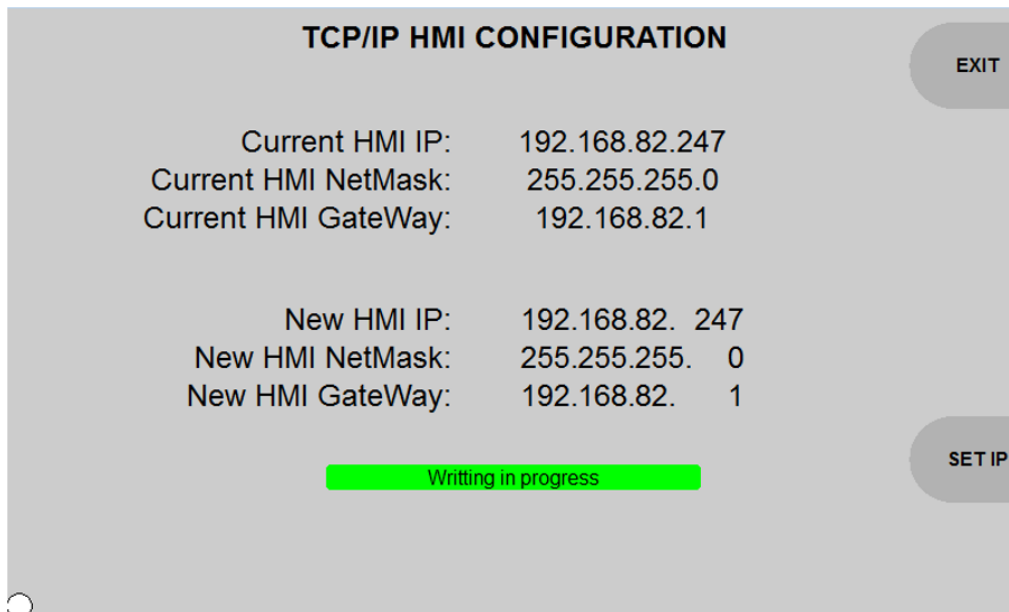 TCP/IP HMI CONFIGURATION
EXIT
Current HMI IP: 192.168.82.247
Current HMI NetMask: 255.255.255.0
Current HMI GateWay: 192.168.82.1
New HMI IP: 192.168.82. 247
New HMI NetMask: 255.255.255. 0
New HMI GateWay: 192.168.82. 1
SET IP
Writting in progress